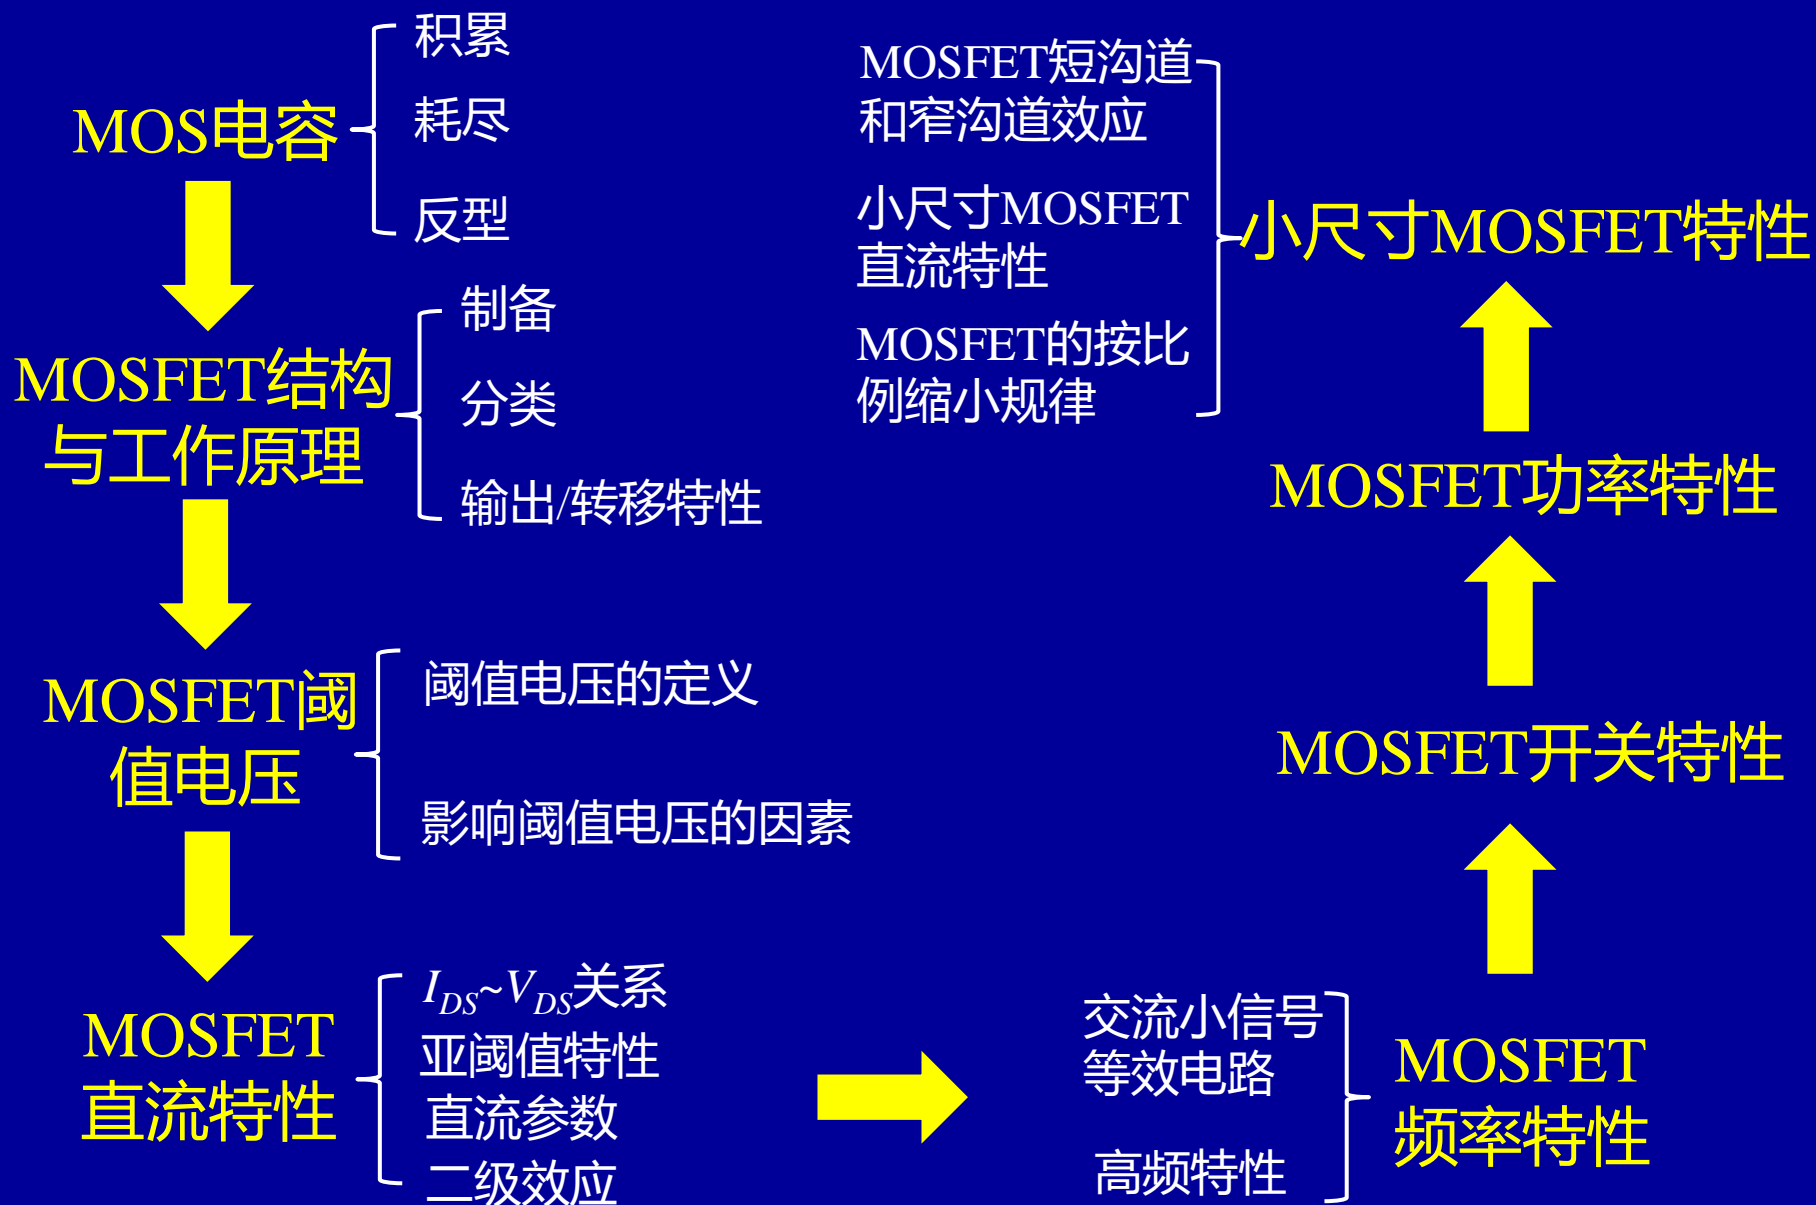 MOS电容
积累
耗尽
反型
MOSFET结构
与工作原理
制备
分类
输出/转移特性
MOSFET阈
值电压
阈值电压的定义
影响阈值电压的因素
MOSFET
直流特性
I_DS~V_DS关系
亚阈值特性
直流参数
二级效应
交流小信号
等效电路
高频特性
MOSFET
频率特性
MOSFET开关特性
MOSFET功率特性
小尺寸MOSFET特性
MOSFET短沟道
和窄沟道效应
小尺寸MOSFET
直流特性
MOSFET的按比
例缩小规律